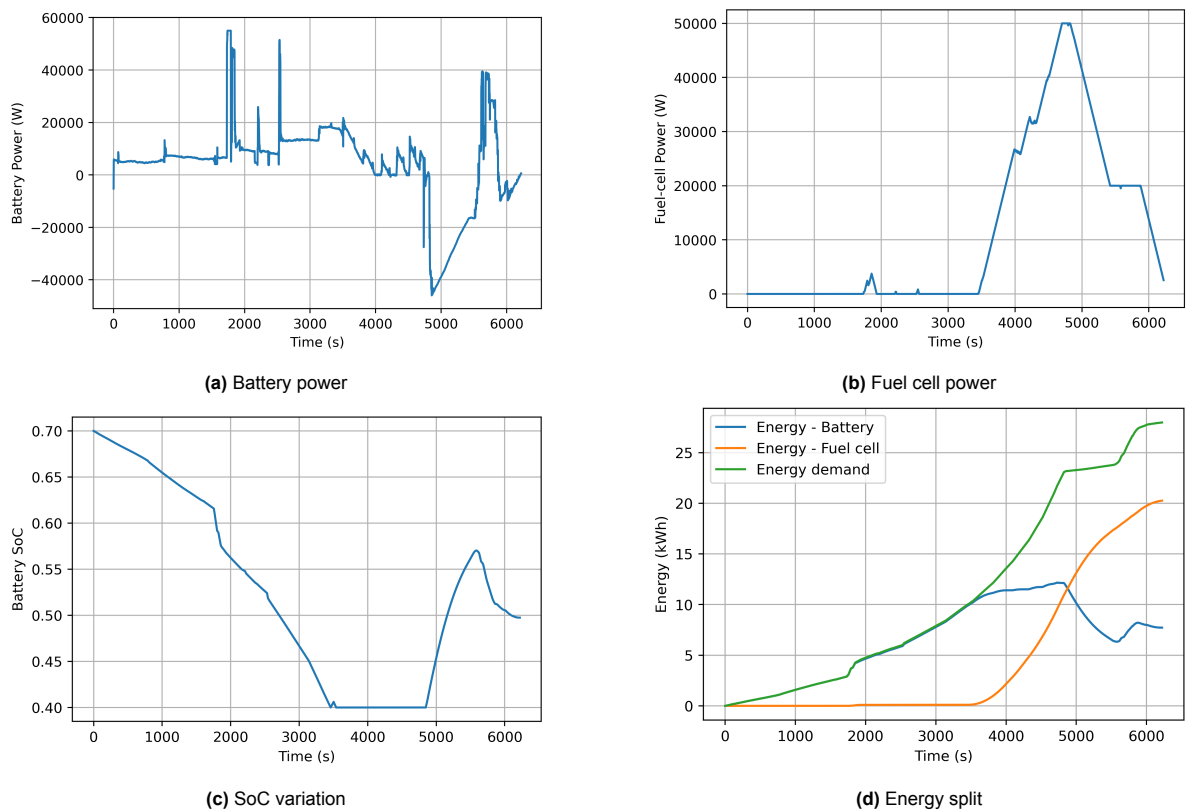 60000
40000
20000
0
−20000
−40000
Battery Power (W)
0 1000 2000 3000 4000 5000 6000
Time (s)
(a) Battery power
50000
40000
30000
20000
10000
0
Fuel-cell Power (W)
0 1000 2000 3000 4000 5000 6000
Time (s)
(b) Fuel cell power
0.70
0.65
0.60
0.55
0.50
0.45
0.40
Battery SoC
0 1000 2000 3000 4000 5000 6000
Time (s)
(c) SoC variation
Energy - Battery
Energy - Fuel cell
Energy demand
25
20
15
10
5
0
Energy (kWh)
0 1000 2000 3000 4000 5000 6000
Time (s)
(d) Energy split